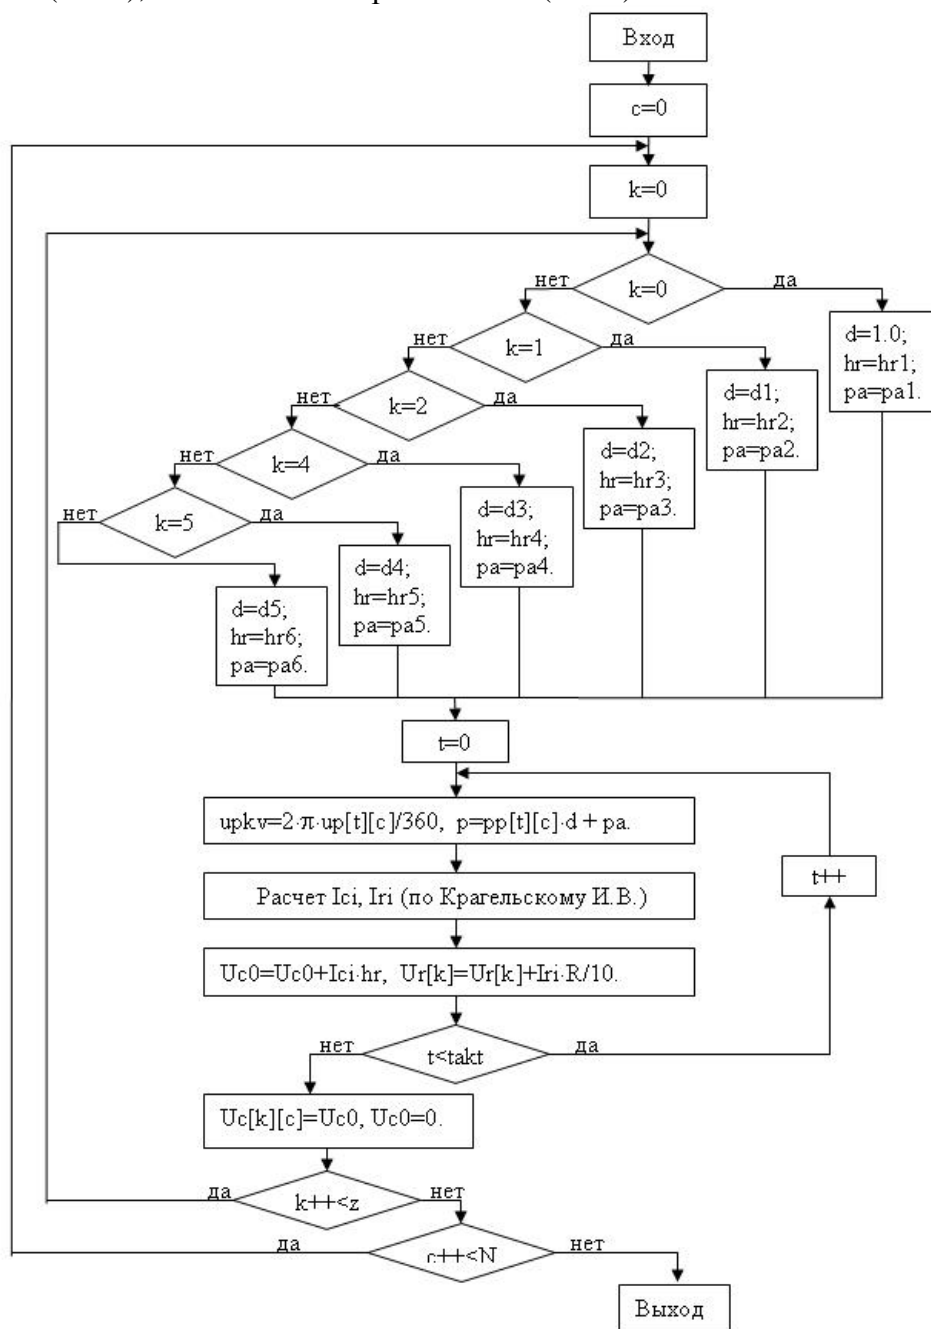 Вход
c=0
k=0
нет
k=0
да
d=1.0;
hr=hr1;
pa=pa1.
нет
k=1
да
d=d1;
hr=hr2;
pa=pa2.
нет
k=2
да
d=d2;
hr=hr3;
pa=pa3.
нет
k=4
да
d=d3;
hr=hr4;
pa=pa4.
нет
k=5
да
d=d4;
hr=hr5;
pa=pa5.
d=d5;
hr=hr6;
pa=pa6.
t=0
upkv=2·π·up[t][c]/360, p=pp[t][c]·d + pa.
t++
Расчет Ici, Iri (по Крагельскому И.В.)
Uc0=Uc0+Ici·hr, Ur[k]=Ur[k]+Iri·R/10.
нет
t<takt
да
Uc[k][c]=Uc0, Uc0=0.
да
k++<z
нет
да
c++<N
нет
Выход